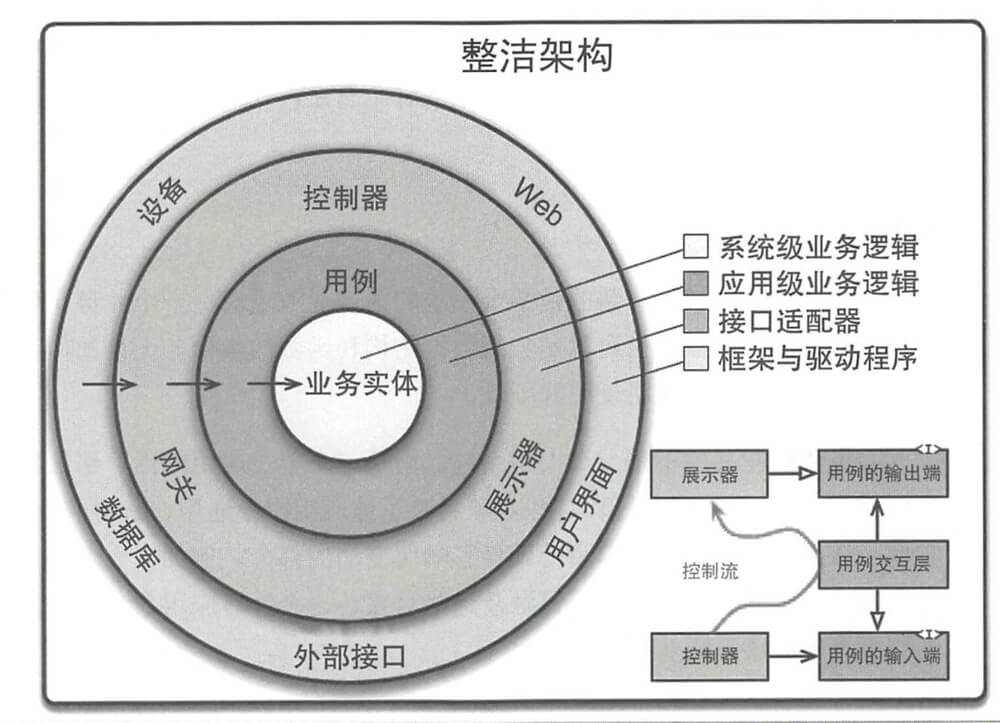 整洁架构
设备
Web
控制器
用例
业务实体
网关
展示器
数据库
用户界面
外部接口
系统级业务逻辑
应用级业务逻辑
接口适配器
框架与驱动程序
展示器
<I>
用例的输出端
控制流
用例交互层
控制器
<I>
用例的输入端